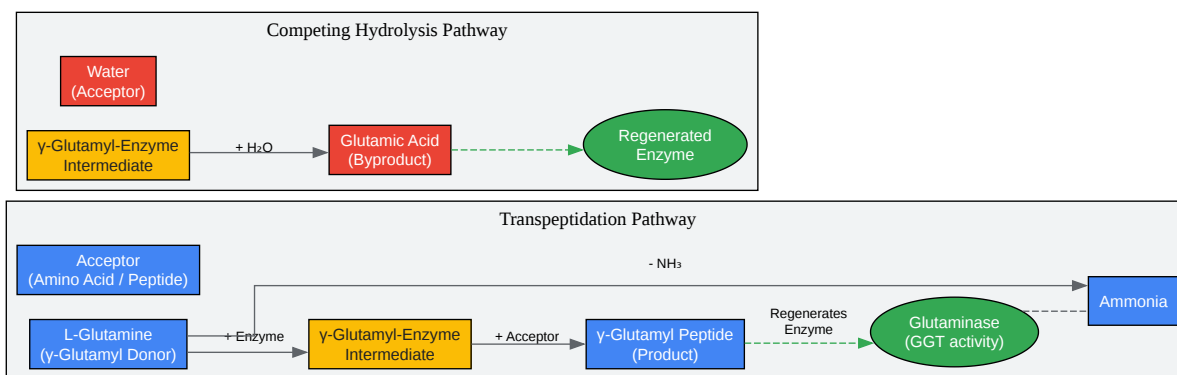 Competing Hydrolysis Pathway
Water
(Acceptor)
γ-Glutamyl-Enzyme
Intermediate
+ H₂O
Glutamic Acid
(Byproduct)
Regenerated
Enzyme
Transpeptidation Pathway
Acceptor
(Amino Acid / Peptide)
- NH₃
Ammonia
L-Glutamine
(γ-Glutamyl Donor)
+ Enzyme
γ-Glutamyl-Enzyme
Intermediate
+ Acceptor
γ-Glutamyl Peptide
(Product)
Regenerates
Enzyme
Glutaminase
(GGT activity)